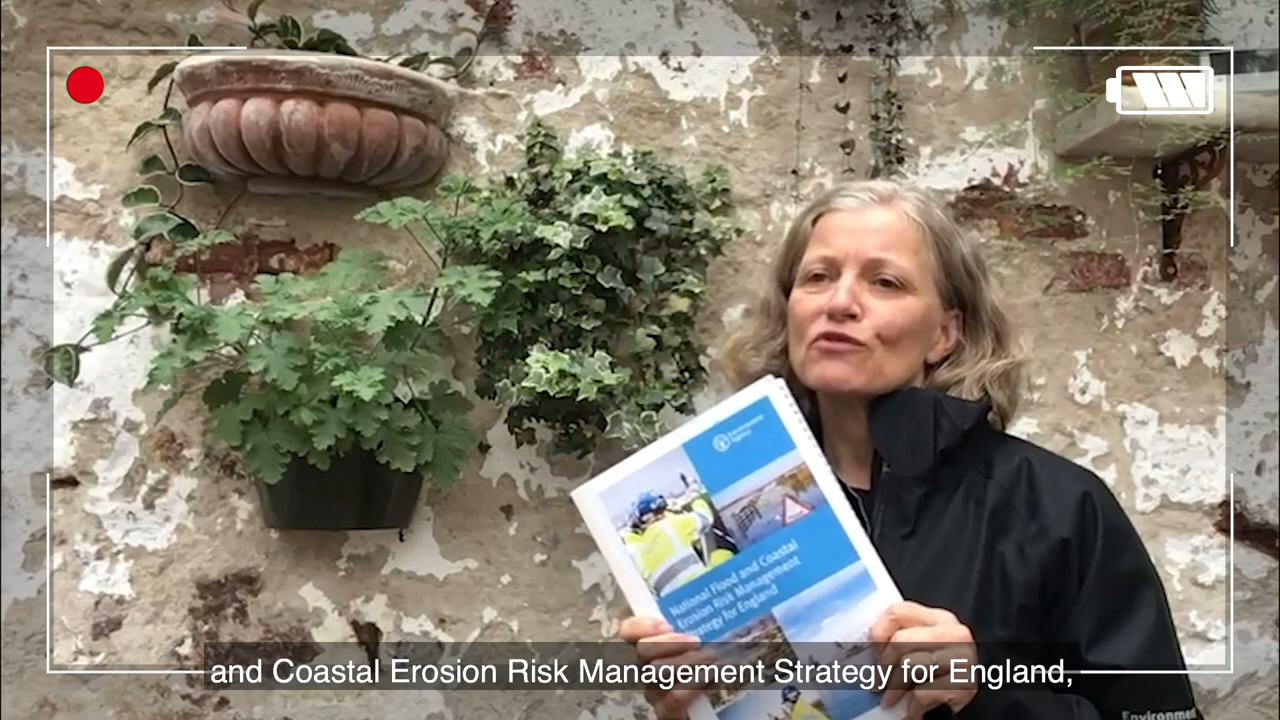 Environment
Agency
National Flood and Coastal
Erosion Risk Management
Strategy for England
and Coastal Erosion Risk Management Strategy for England,
Environmen